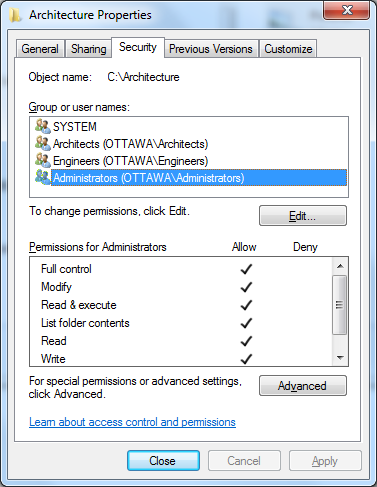 Architecture Properties
General Sharing Security Previous Versions Customize
Object name: C:\Architecture
Group or user names:
SYSTEM
Architects (OTTAWA\Architects)
Engineers (OTTAWA\Engineers)
Administrators (OTTAWA\Administrators)
To change permissions, click Edit.
Edit...
Permissions for Administrators Allow Deny
Full control
Modify
Read & execute
List folder contents
Read
Write
For special permissions or advanced settings,
click Advanced.
Advanced
Learn about access control and permissions
Close Cancel Apply